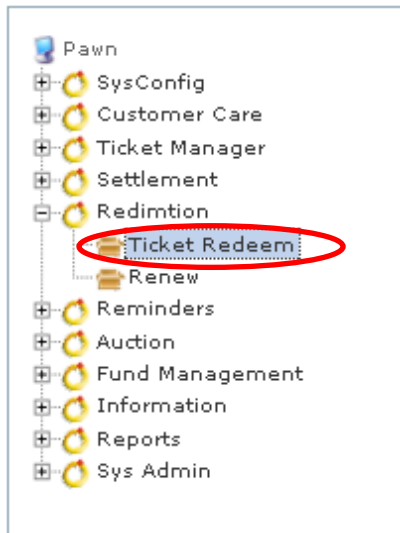 Pawn
SysConfig
Customer Care
Ticket Manager
Settlement
Redimtion
Ticket Redeem
Renew
Reminders
Auction
Fund Management
Information
Reports
Sys Admin